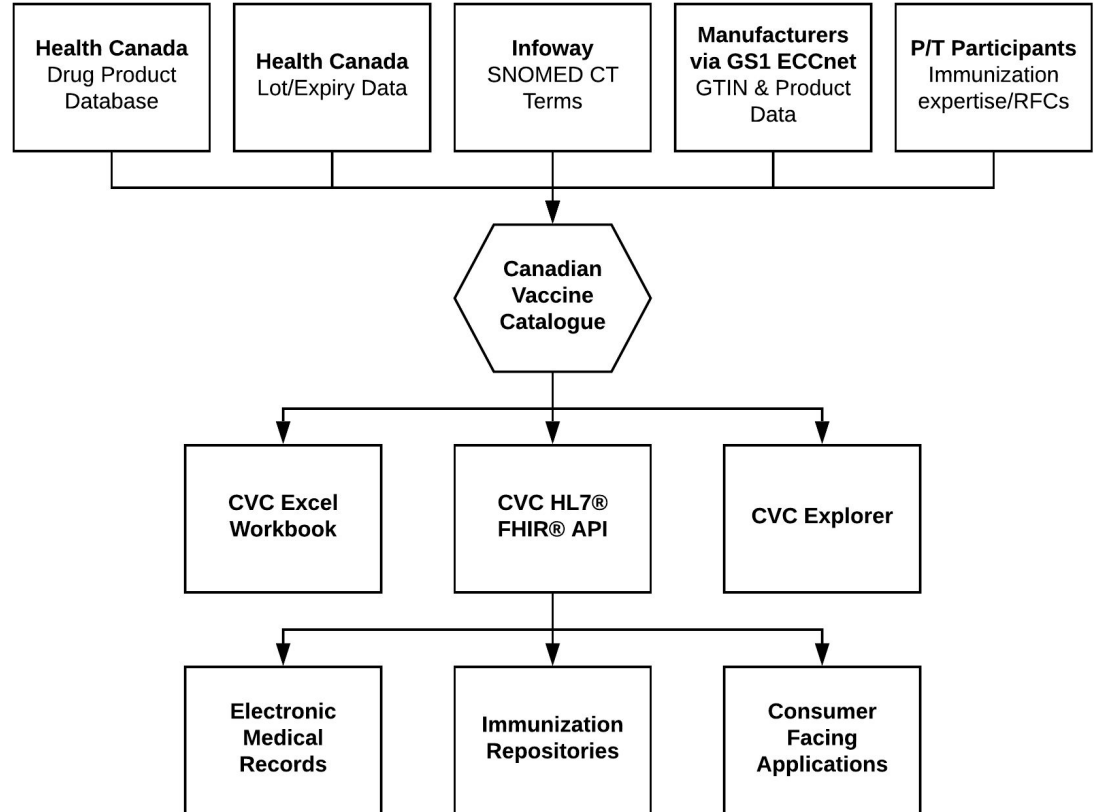 Health Canada
Drug Product
Database
Health Canada
Lot/Expiry Data
Infoway
SNOMED CT
Terms
Manufacturers
via GS1 ECCnet
GTIN & Product
Data
P/T Participants
Immunization
expertise/RFCs
Canadian
Vaccine
Catalogue
CVC Excel
Workbook
CVC HL7®
FHIR® API
CVC Explorer
Electronic
Medical
Records
Immunization
Repositories
Consumer
Facing
Applications